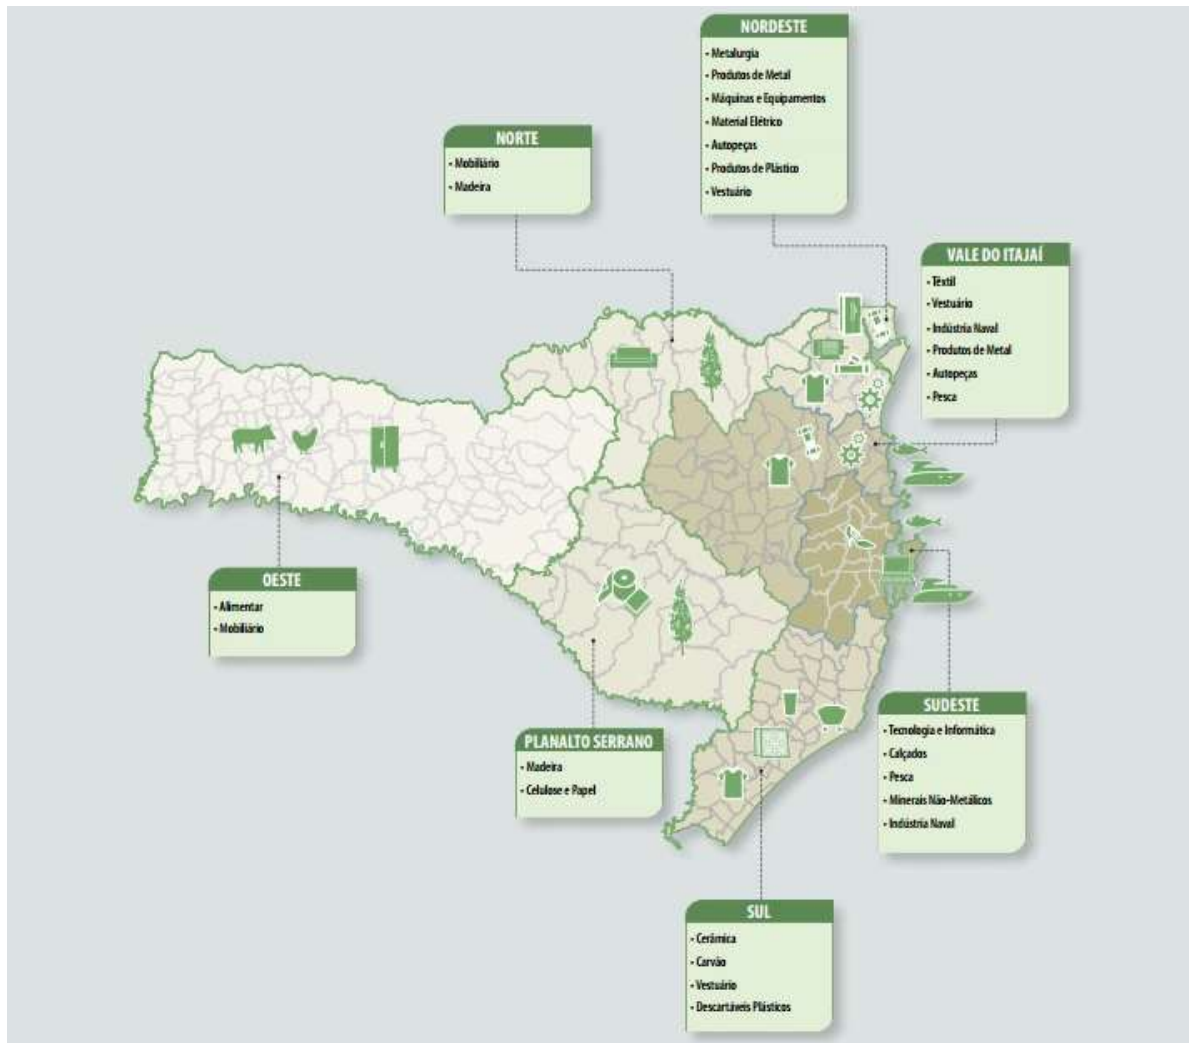 NORDESTE
• Metalurgia
• Produtos de Metal
• Máquinas e Equipamentos
• Material Elétrico
• Autopeças
• Produtos de Plástico
• Vestuário
NORTE
• Mobiliário
• Madeira
VALE DO ITAJAÍ
• Têxtil
• Vestuário
• Indústria Naval
• Produtos de Metal
• Autopeças
• Pesca
OESTE
• Alimentar
• Mobiliário
PLANALTO SERRANO
• Madeira
• Celulose e Papel
SUDESTE
• Tecnologia e Informática
• Calçados
• Pesca
• Minerais Não-Metálicos
• Indústria Naval
SUL
• Cerâmica
• Carvão
• Vestuário
• Descartáveis Plásticos